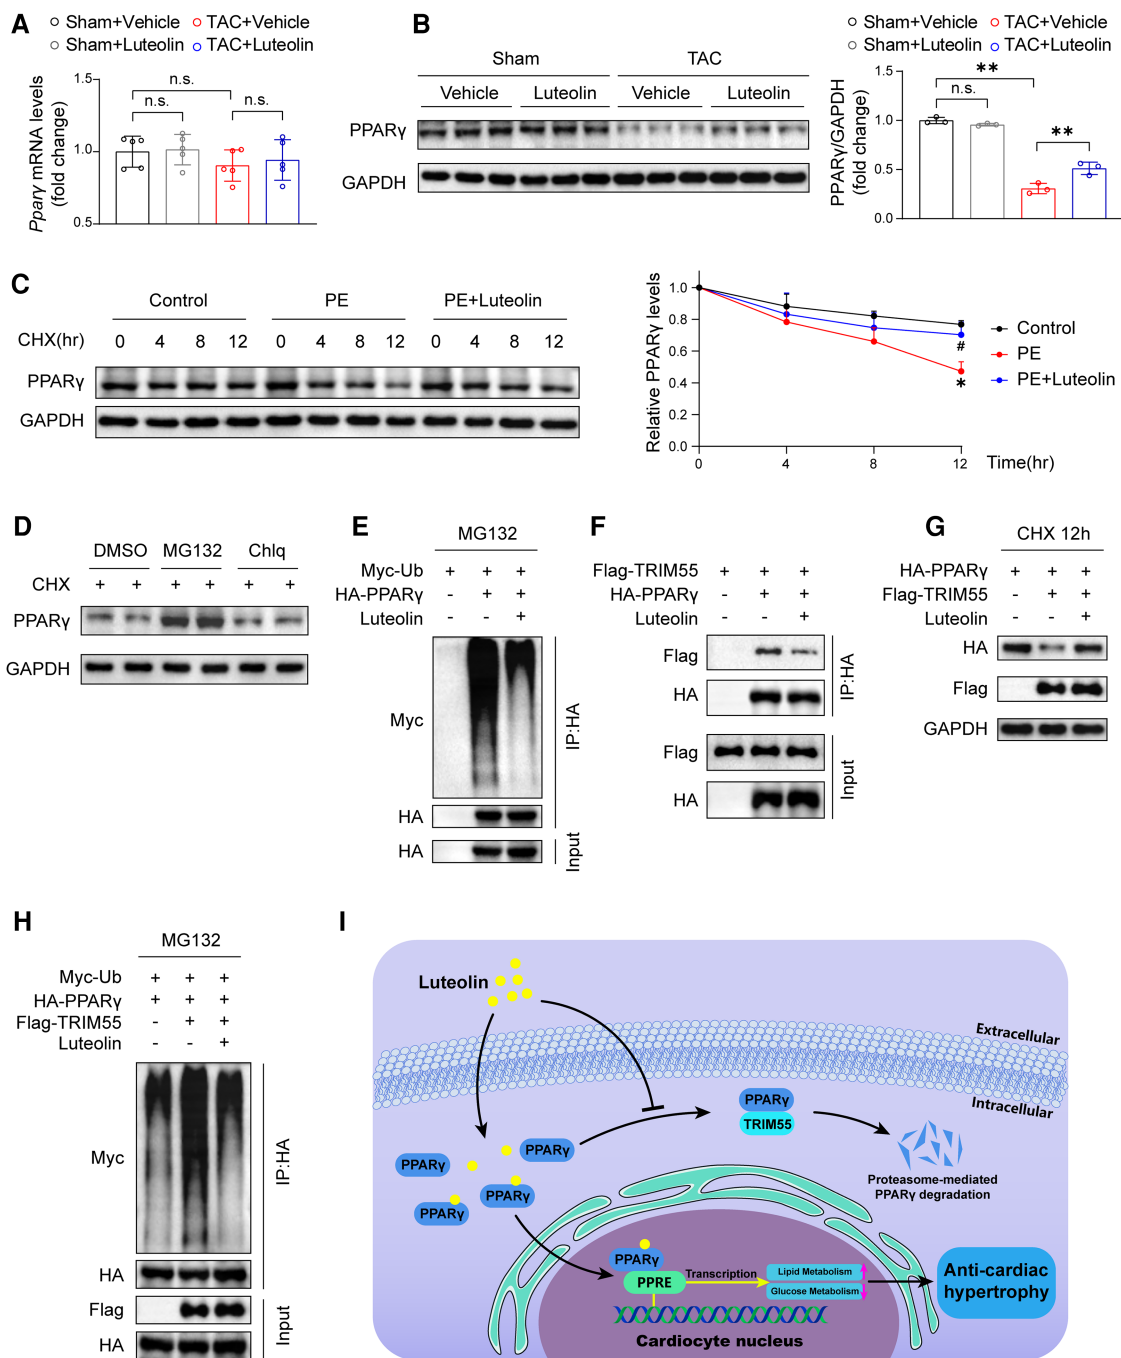 A
Sham+Vehicle TAC+Vehicle
Sham+Luteolin TAC+Luteolin
Pparγ mRNA levels
(fold change)
1.5
1.0
0.5
n.s.
n.s. n.s.
B
Sham TAC
Vehicle Luteolin Vehicle Luteolin
PPARγ
GAPDH
Sham+Vehicle TAC+Vehicle
Sham+Luteolin TAC+Luteolin
PPARγ/GAPDH
(fold change)
1.5
1.0
0.5
0.0
**
n.s.
**
C
Control PE PE+Luteolin
CHX(hr) 0 4 8 12 0 4 8 12 0 4 8 12
PPARγ
GAPDH
Relative PPARγ levels
1.0
0.8
0.6
0.4
0.2
0.0
0 4 8 12 Time(hr)
#
*
Control
PE
PE+Luteolin
D
DMSO MG132 Chlq
CHX + + + + + +
PPARγ
GAPDH
E
MG132
Myc-Ub + + +
HA-PPARγ - + +
Luteolin - - +
Myc
HA
IP:HA
HA
Input
F
Flag-TRIM55 + + +
HA-PPARγ - + +
Luteolin - - +
Flag
HA
IP:HA
Flag
HA
Input
G
CHX 12h
HA-PPARγ + + +
Flag-TRIM55 - + +
Luteolin - - +
HA
Flag
GAPDH
H
MG132
Myc-Ub + + +
HA-PPARγ + + +
Flag-TRIM55 - + +
Luteolin - - +
Myc
HA
IP:HA
Flag
HA
Input
I
Luteolin
Extracellular
Intracellular
PPARγ
TRIM55
PPARγ
PPARγ
PPARγ
PPARγ
Proteasome-mediated
PPARγ degradation
PPARγ
PPRE
Transcription
Lipid Metabolism
Glucose Metabolism
Anti-cardiac
hypertrophy
Cardiocyte nucleus